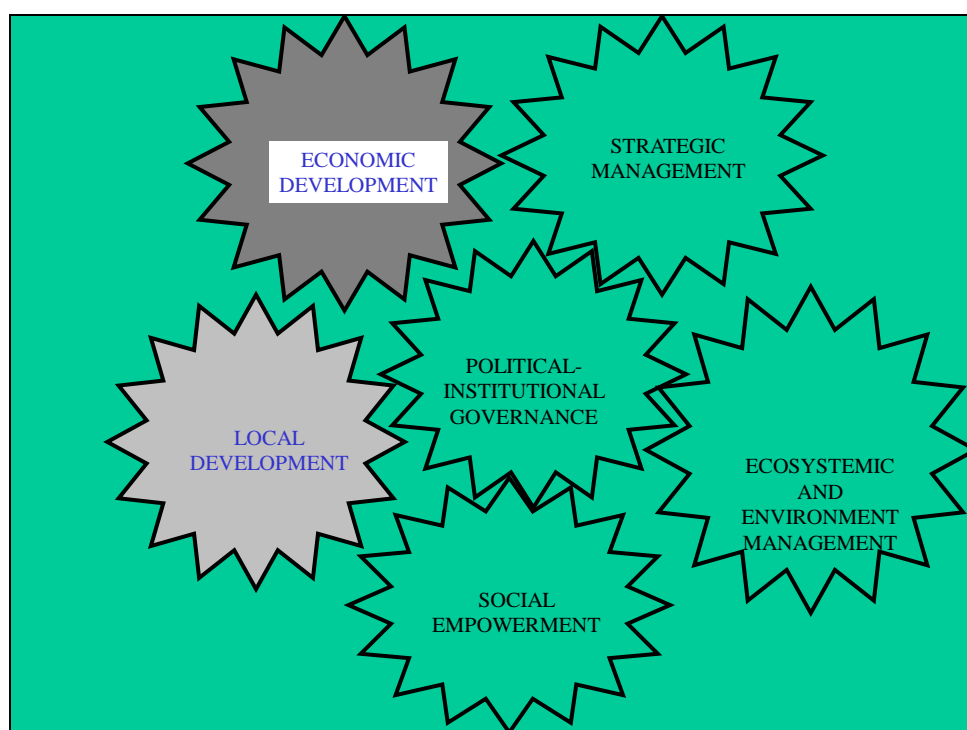 ECONOMIC
DEVELOPMENT
STRATEGIC
MANAGEMENT
POLITICAL-
INSTITUTIONAL
GOVERNANCE
LOCAL
DEVELOPMENT
ECOSYSTEMIC
AND
ENVIRONMENT
MANAGEMENT
SOCIAL
EMPOWERMENT